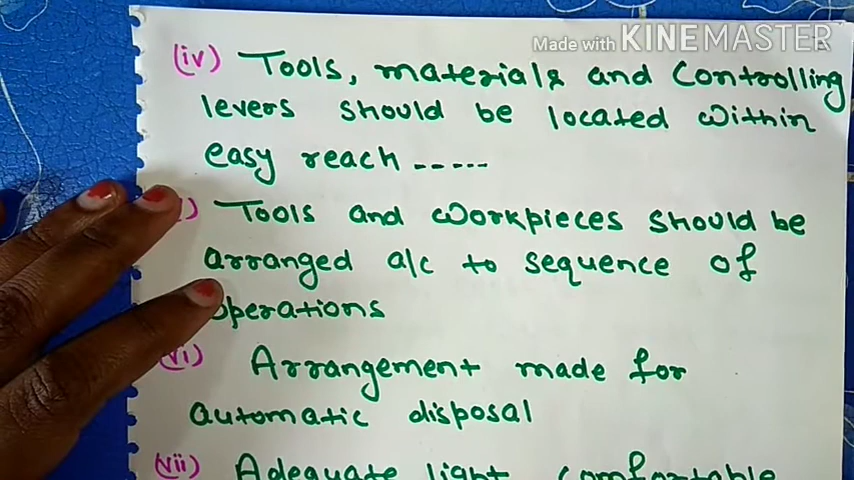 Made with KINEMASTER
(iv) Tools, materials and controlling
levers should be located within
easy reach -----
) Tools and workpieces should be
arranged a/c to sequence of
operations
(vi) Arrangement made for
automatic disposal
(vii) Adequate light comfortable